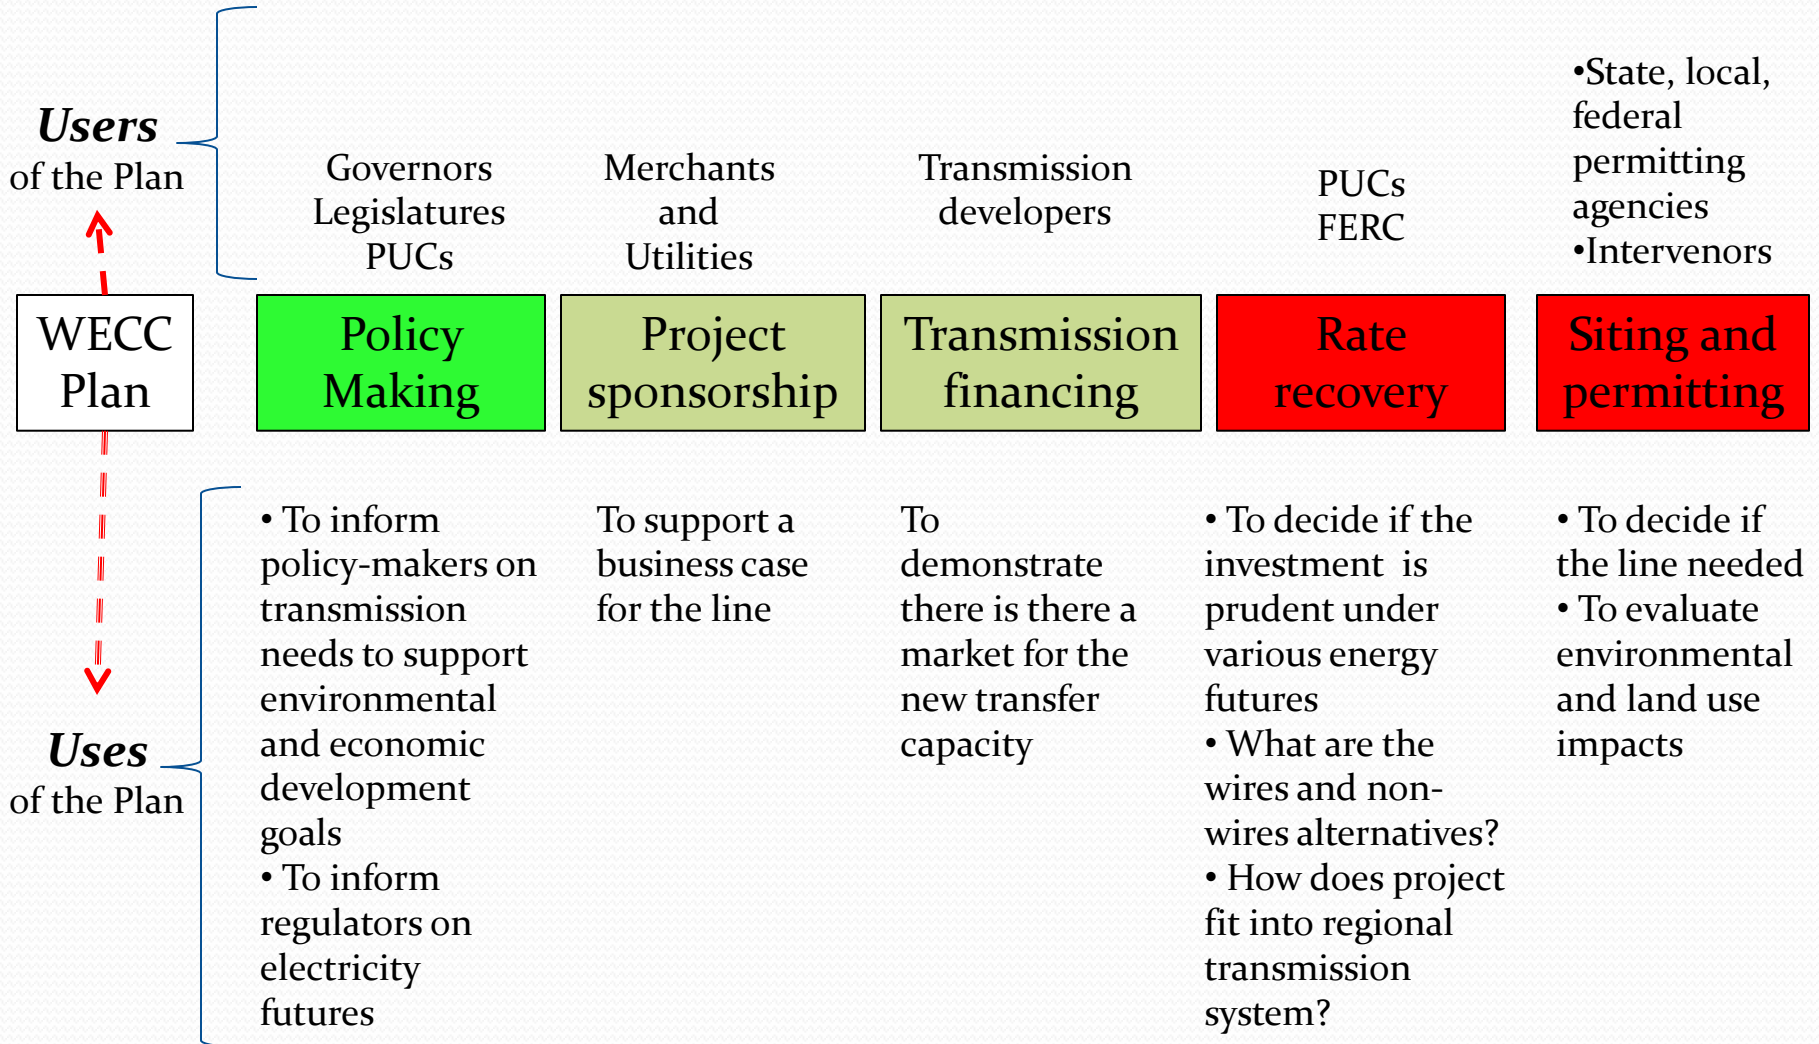 Users
of the Plan
Governors
Legislatures
PUCs
Merchants
and
Utilities
Transmission
developers
PUCs
FERC
•State, local,
federal
permitting
agencies
•Intervenors
WECC
Plan
Policy
Making
Project
sponsorship
Transmission
financing
Rate
recovery
Siting and
permitting
Uses
of the Plan
• To inform
policy-makers on
transmission
needs to support
environmental
and economic
development
goals
• To inform
regulators on
electricity
futures
To support a
business case
for the line
To
demonstrate
there is there a
market for the
new transfer
capacity
• To decide if the
investment is
prudent under
various energy
futures
• What are the
wires and non-
wires alternatives?
• How does project
fit into regional
transmission
system?
• To decide if
the line needed
• To evaluate
environmental
and land use
impacts